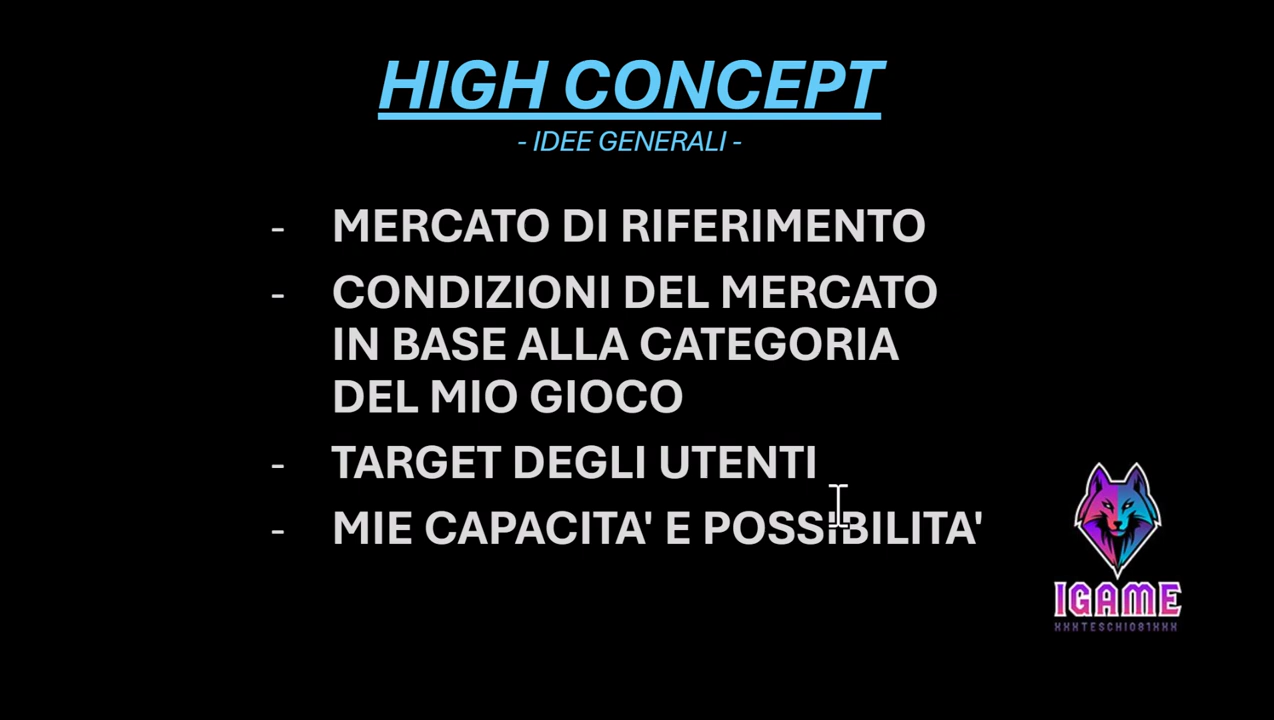 HIGH CONCEPT
- IDEE GENERALI -
- MERCATO DI RIFERIMENTO
- CONDIZIONI DEL MERCATO
IN BASE ALLA CATEGORIA
DEL MIO GIOCO
- TARGET DEGLI UTENTI
- MIE CAPACITA' E POSSIBILITA'
IGAME
XXXTESCHIO81XXX